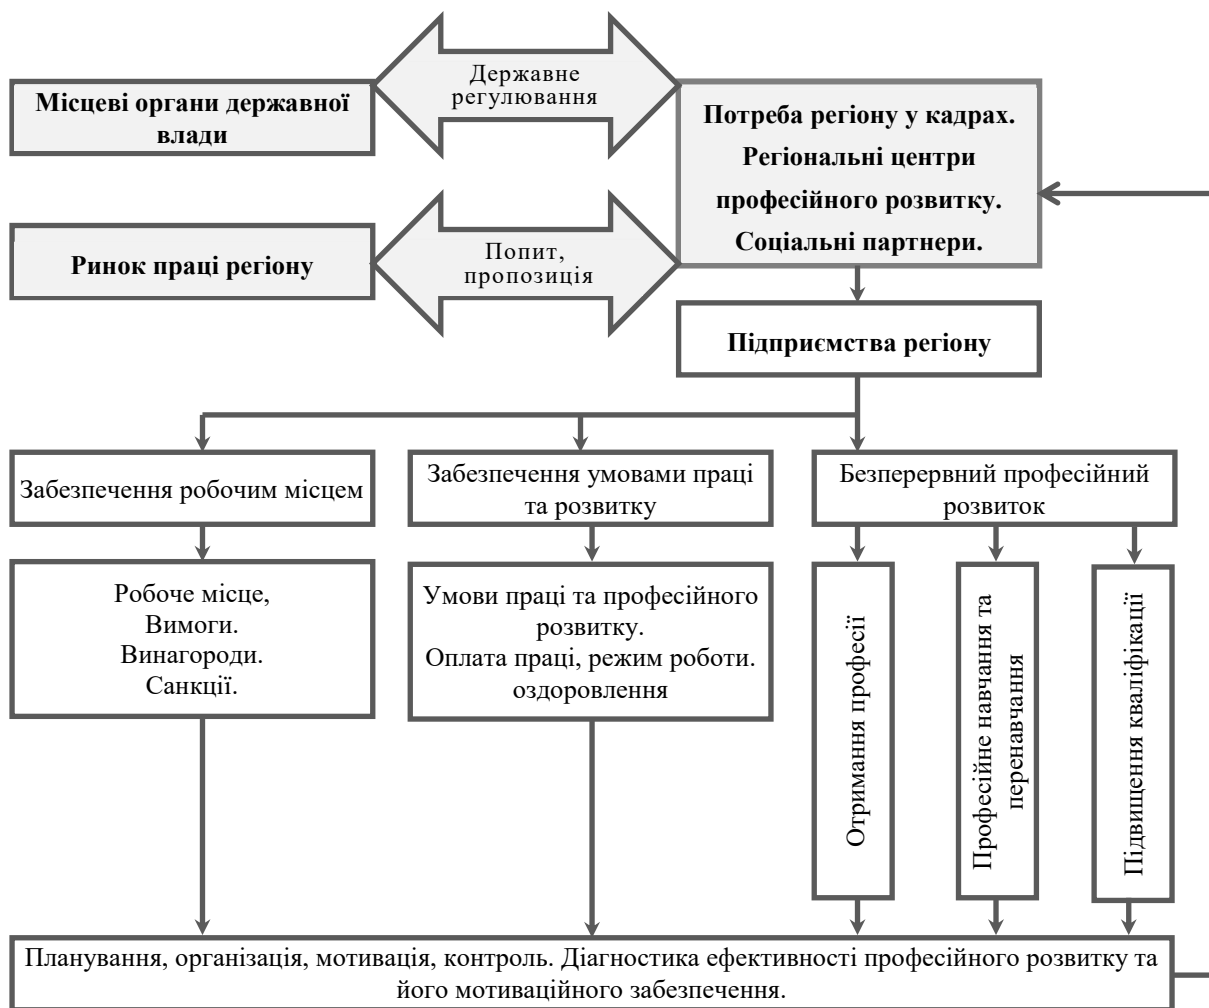 Державне
регулювання
Місцеві органи державної
влади
Потреба регіону у кадрах.
Регіональні центри
професійного розвитку.
Соціальні партнери.
Ринок праці регіону
Попит,
пропозиція
Підприємства регіону
Забезпечення робочим місцем
Забезпечення умовами праці
та розвитку
Безперервний професійний
розвиток
Робоче місце,
Вимоги.
Винагороди.
Санкції.
Умови праці та професійного
розвитку.
Оплата праці, режим роботи.
оздоровлення
Отримання професії
Професійне навчання та
перенавчання
Підвищення кваліфікації
Планування, організація, мотивація, контроль. Діагностика ефективності професійного розвитку та
його мотиваційного забезпечення.